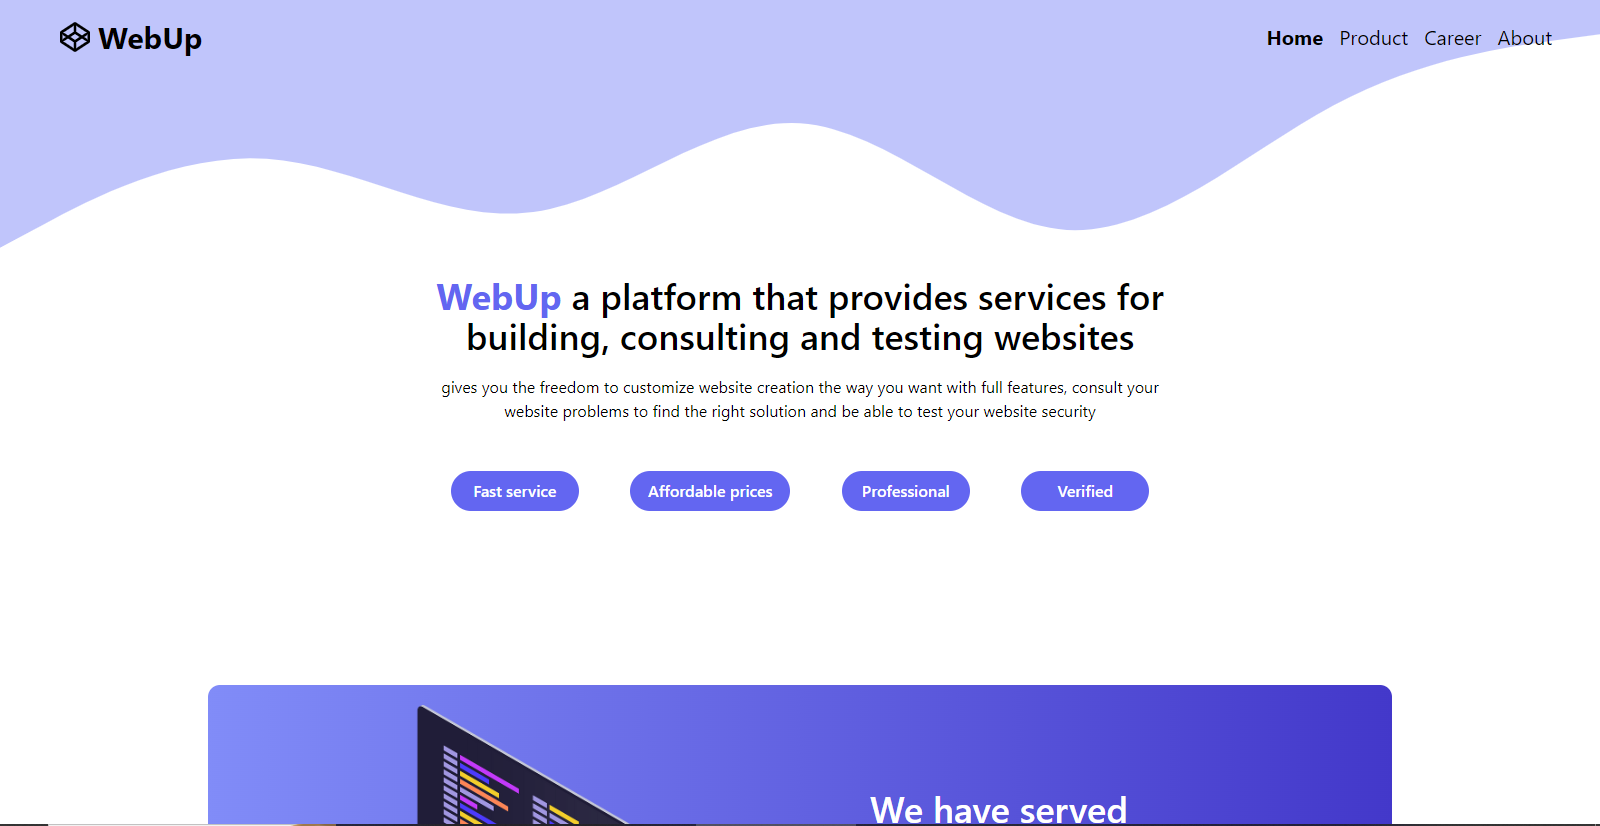 WebUp
Home Product Career About
WebUp a platform that provides services for
building, consulting and testing websites
gives you the freedom to customize website creation the way you want with full features, consult your
website problems to find the right solution and be able to test your website security
Fast service Affordable prices Professional Verified
We have served